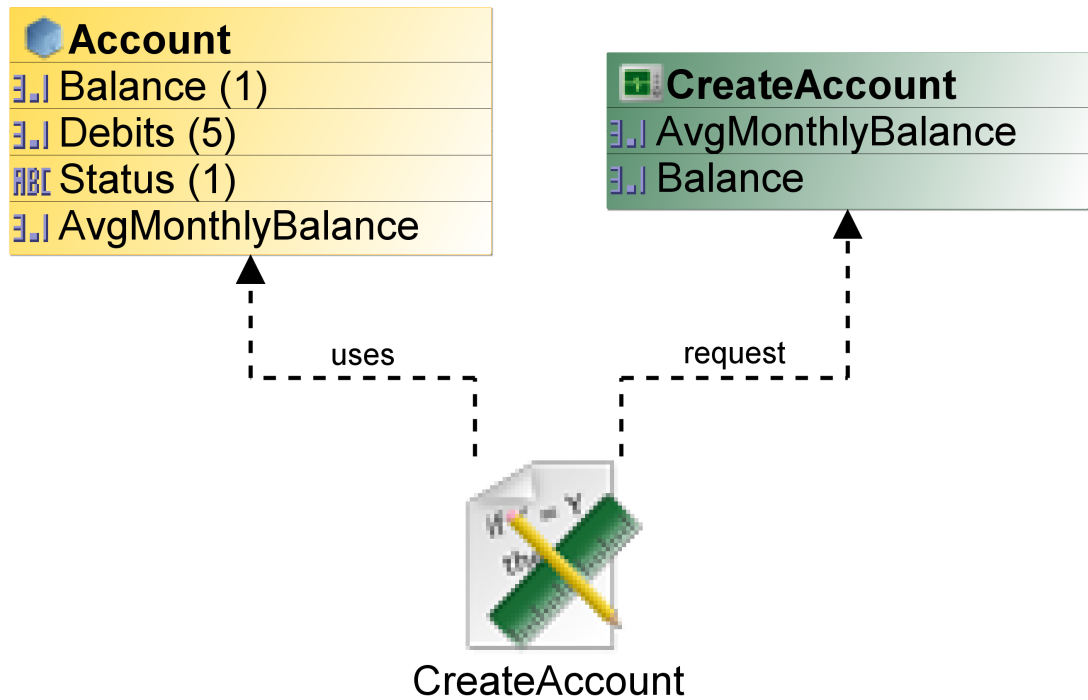 Account
Balance (1)
Debits (5)
Status (1)
AvgMonthlyBalance
CreateAccount
AvgMonthlyBalance
Balance
uses
request
CreateAccount